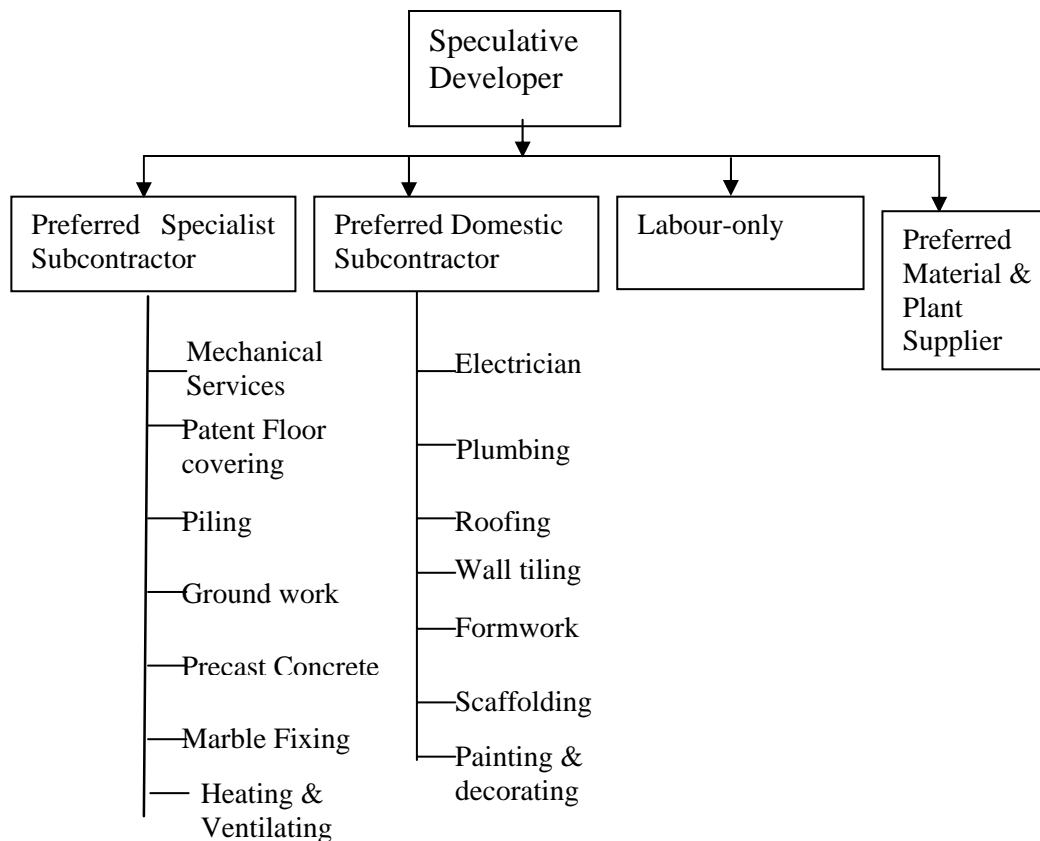 Speculative
Developer
Preferred Specialist
Subcontractor
Preferred Domestic
Subcontractor
Labour-only
Preferred
Material &
Plant
Supplier
Mechanical
Services
Patent Floor
covering
Piling
Ground work
Precast Concrete
Marble Fixing
Heating &
Ventilating
Electrician
Plumbing
Roofing
Wall tiling
Formwork
Scaffolding
Painting &
decorating